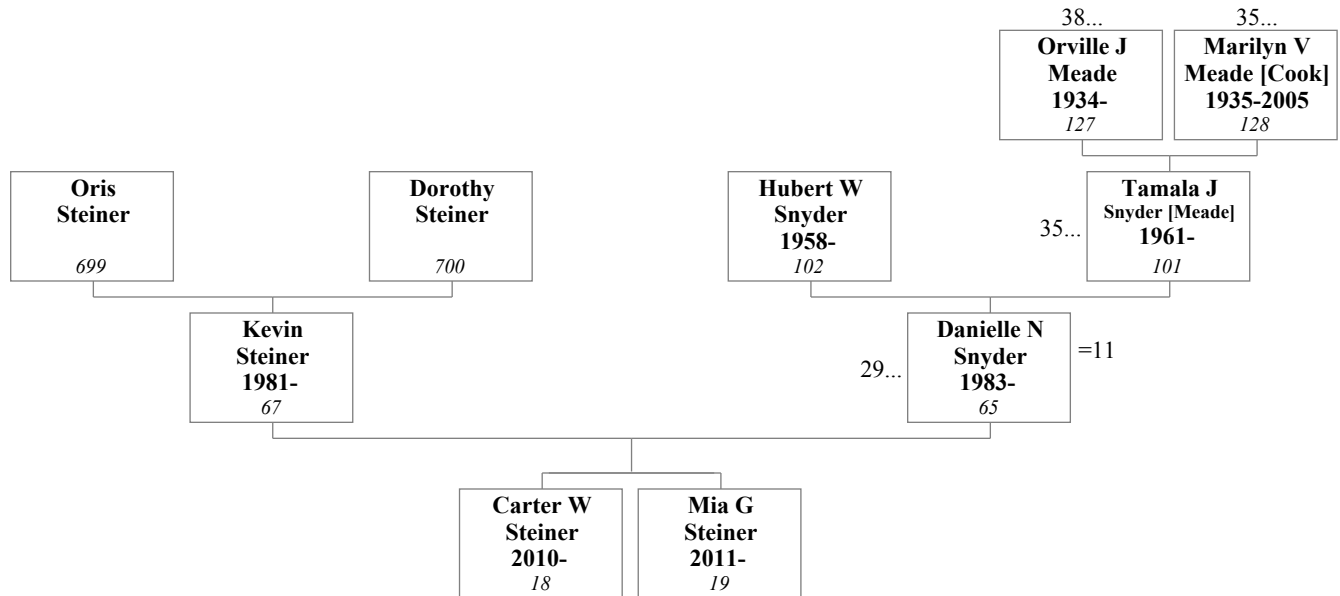 38...
35...
Orville J
Meade
1934-
127
Marilyn V
Meade [Cook]
1935-2005
128
Oris
Steiner
699
Dorothy
Steiner
700
Hubert W
Snyder
1958-
102
35...
Tamala J
Snyder [Meade]
1961-
101
Kevin
Steiner
1981-
67
29...
Danielle N
Snyder
1983-
65
=11
Carter W
Steiner
2010-
18
Mia G
Steiner
2011-
19